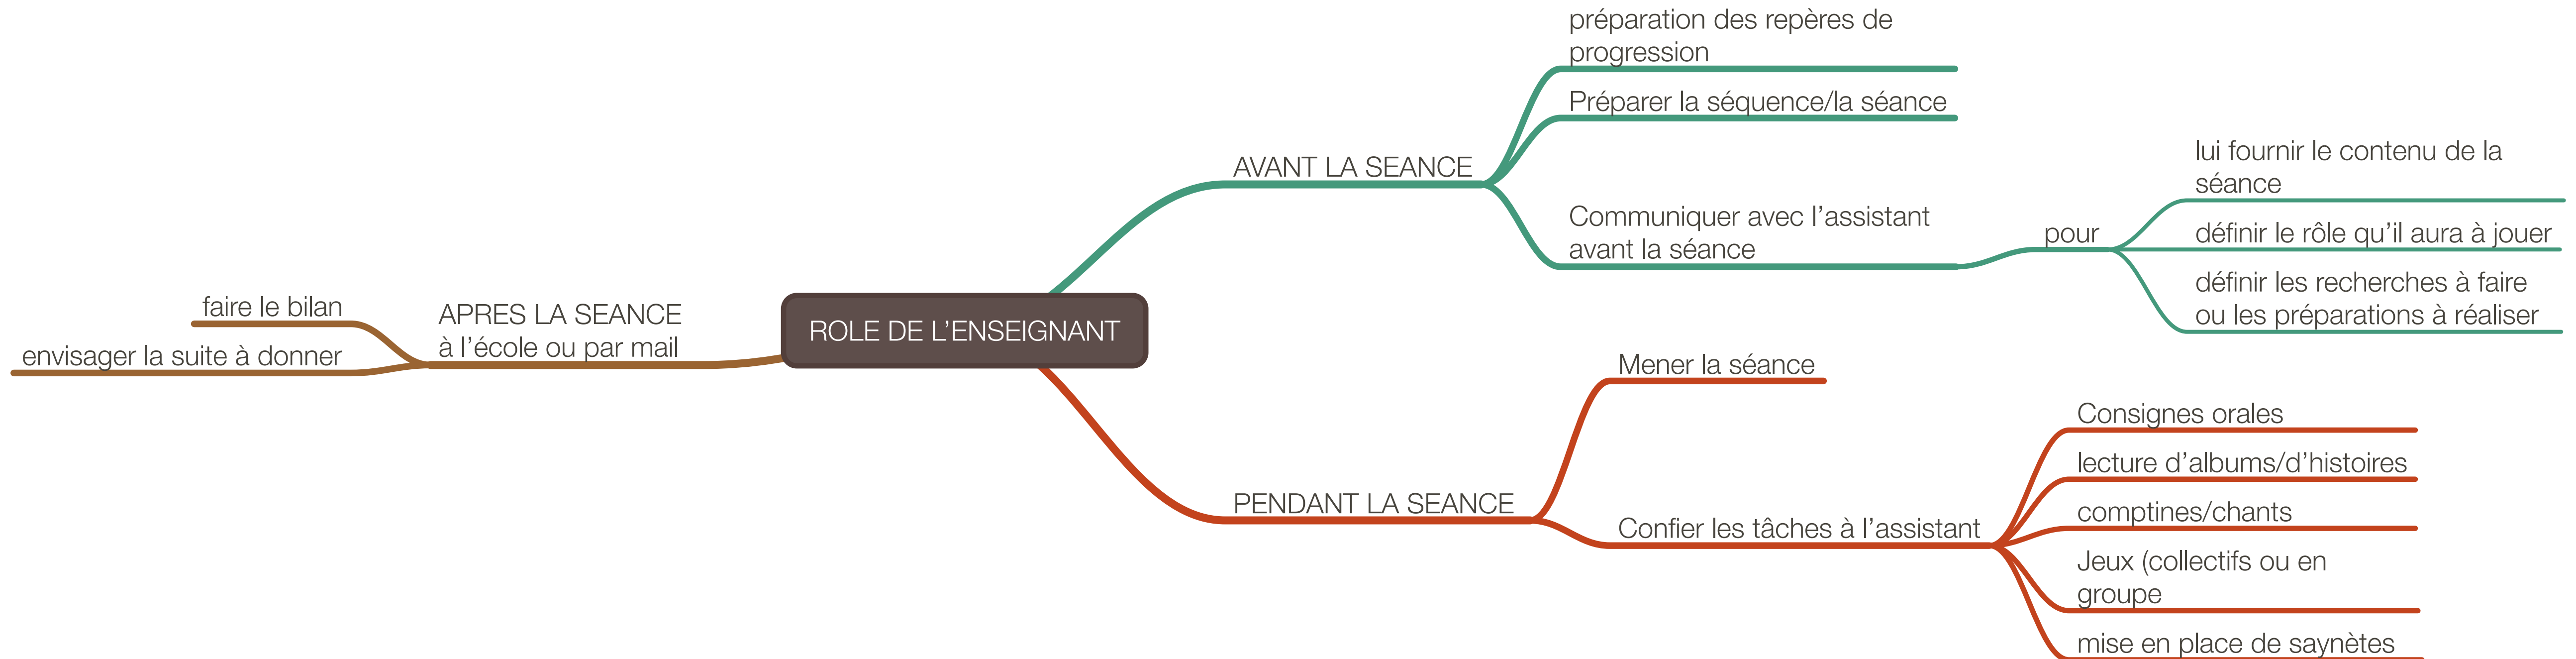 ROLE DE L’ENSEIGNANT
AVANT LA SEANCE
préparation des repères de
progression
Préparer la séquence/la séance
Communiquer avec l’assistant
avant la séance
pour
lui fournir le contenu de la
séance
définir le rôle qu’il aura à jouer
définir les recherches à faire
ou les préparations à réaliser
PENDANT LA SEANCE
Mener la séance
Confier les tâches à l’assistant
Consignes orales
lecture d’albums/d’histoires
comptines/chants
Jeux (collectifs ou en
groupe
mise en place de saynètes
APRES LA SEANCE
à l’école ou par mail
faire le bilan
envisager la suite à donner